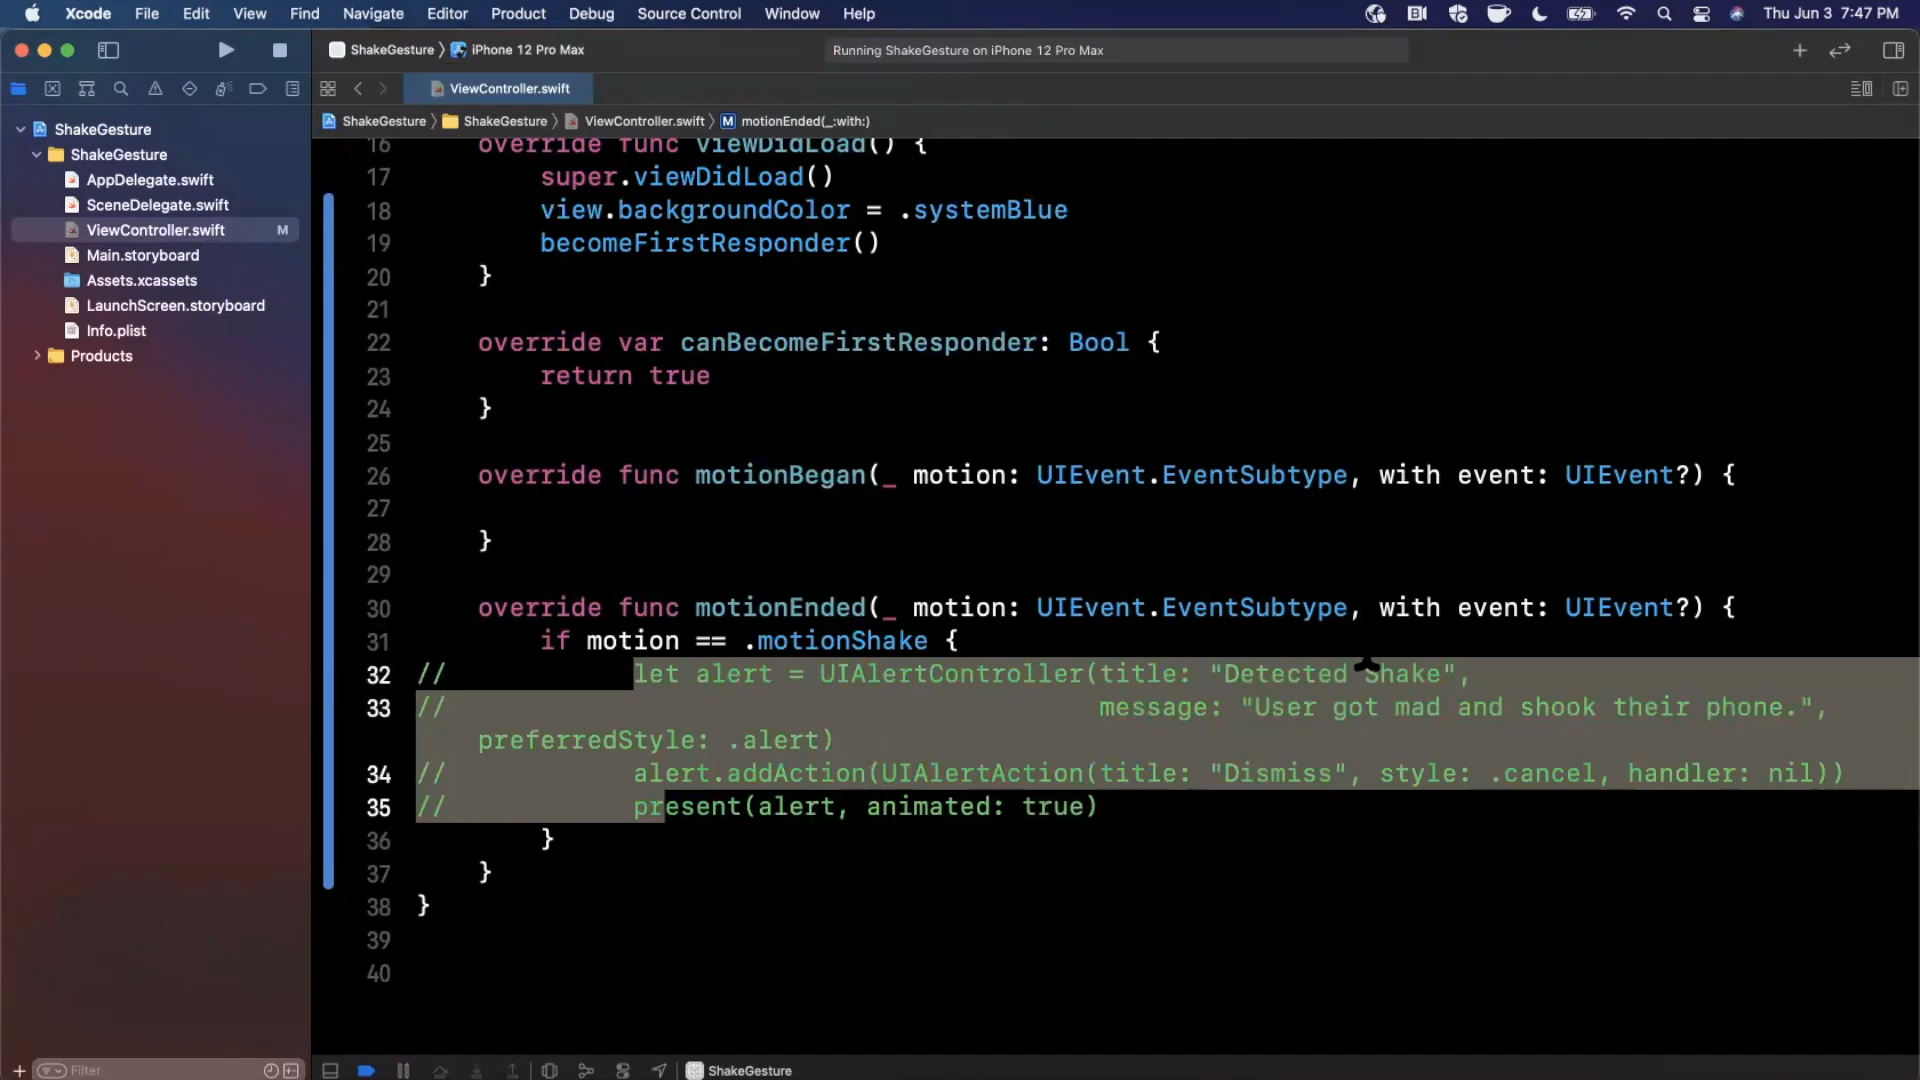 Xcode File Edit View Find Navigate Editor Product Debug Source Control Window Help Thu Jun 3 7:47 PM
ShakeGesture iPhone 12 Pro Max
Running ShakeGesture on iPhone 12 Pro Max
ViewController.swift
ShakeGesture ShakeGesture ViewController.swift M motionEnded(_:with:)
ShakeGesture
ShakeGesture
AppDelegate.swift
SceneDelegate.swift
ViewController.swift M
Main.storyboard
Assets.xcassets
LaunchScreen.storyboard
Info.plist
Products
Filter
16 override func viewDidLoad() {
17 super.viewDidLoad()
18 view.backgroundColor = .systemBlue
19 becomeFirstResponder()
20 }
21
22 override var canBecomeFirstResponder: Bool {
23 return true
24 }
25
26 override func motionBegan(_ motion: UIEvent.EventSubtype, with event: UIEvent?) {
27
28 }
29
30 override func motionEnded(_ motion: UIEvent.EventSubtype, with event: UIEvent?) {
31 if motion == .motionShake {
32 // let alert = UIAlertController(title: "Detected Shake",
33 // message: "User got mad and shook their phone.",
preferredStyle: .alert)
34 // alert.addAction(UIAlertAction(title: "Dismiss", style: .cancel, handler: nil))
35 // present(alert, animated: true)
36 }
37 }
38 }
39
40
ShakeGesture